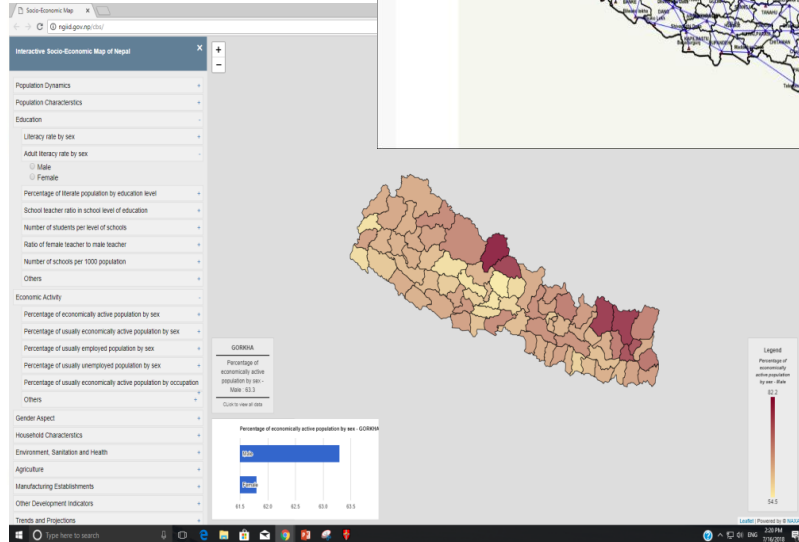 Socio-Economic Map
ngiid.gov.np/cbs/
Interactive Socio-Economic Map of Nepal
×
+
−
Population Dynamics +
Population Characteristics +
Education -
Literacy rate by sex +
Adult literacy rate by sex -
Male
Female
Percentage of literate population by education level +
School teacher ratio in school level of education +
Number of students per level of schools +
Ratio of female teacher to male teacher +
Number of schools per 1000 population +
Others +
Economic Activity -
Percentage of economically active population by sex +
Percentage of usually economically active population by sex +
Percentage of usually employed population by sex +
Percentage of usually unemployed population by sex +
Percentage of usually economically active population by occupation +
Others +
Gender Aspect +
Household Characterstics +
Environment, Sanitation and Health +
Agriculture +
Manufacturing Establishments +
Other Development Indicators +
Trends and Projections +
GORKHA
Percentage of
economically active
population by sex -
Male : 63.3
CLick to view all data
Percentage of economically active population by sex - GORKHA
Male
Female
61.5 62.0 62.5 63.0 63.5
Legend
Percentage of
economically
active population
by sex - Male
82.2
54.5
Leaflet | Powered by ©
Type here to search
ENG
2:20 PM
7/16/2018